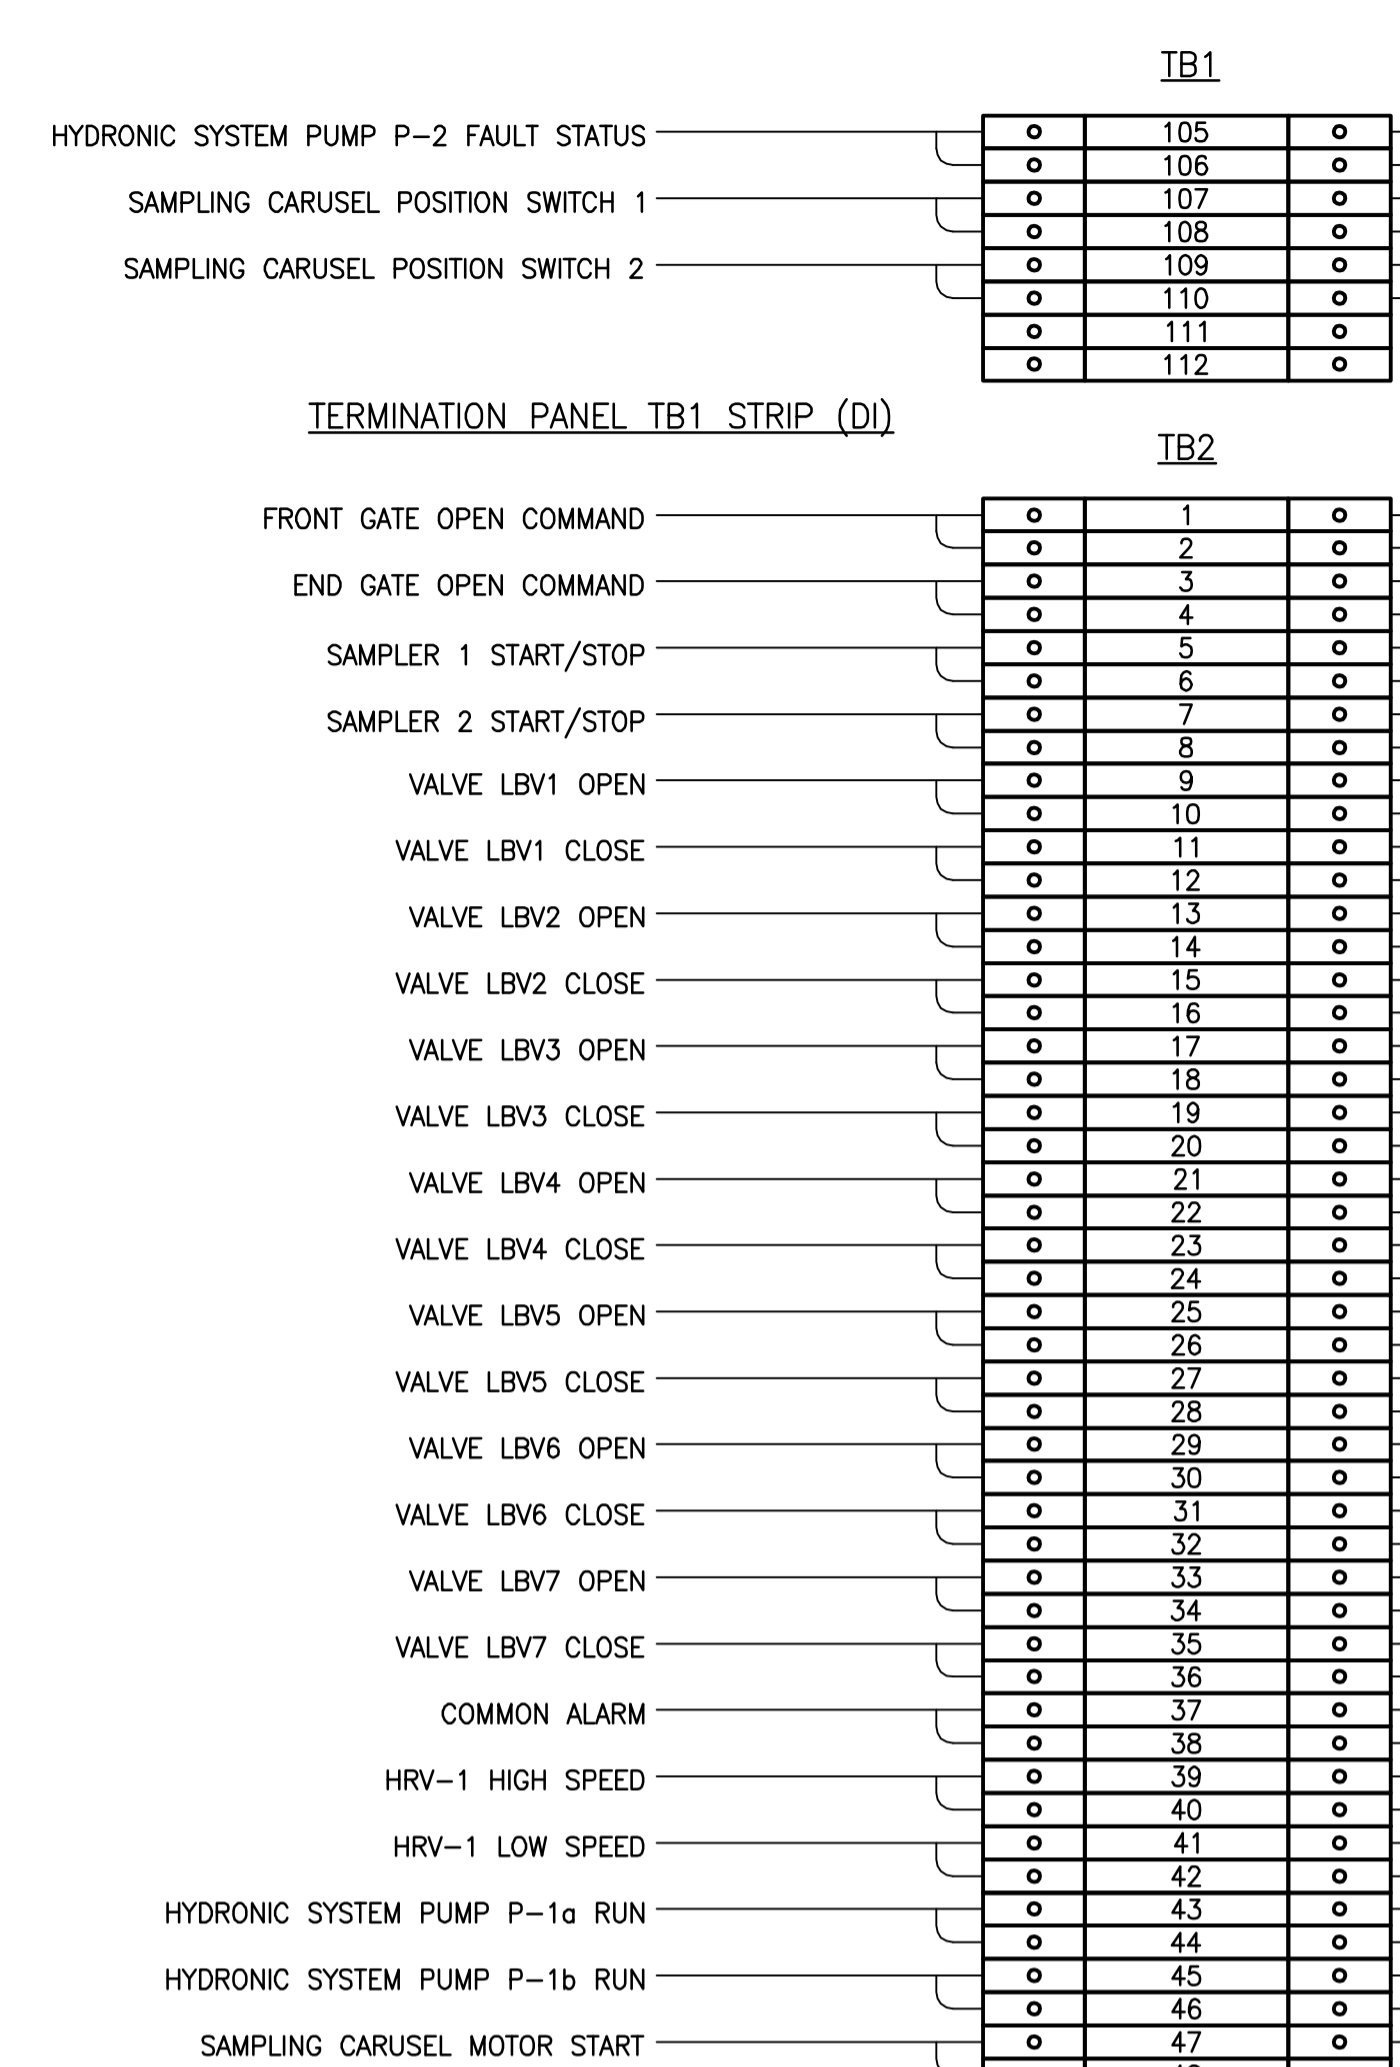 TB1
HYDRONIC SYSTEM PUMP P-2 FAULT STATUS 105
106
SAMPLING CARUSEL POSITION SWITCH 1 107
108
SAMPLING CARUSEL POSITION SWITCH 2 109
110
111
112
TERMINATION PANEL TB1 STRIP (DI)
TB2
FRONT GATE OPEN COMMAND 1
2
END GATE OPEN COMMAND 3
4
SAMPLER 1 START/STOP 5
6
SAMPLER 2 START/STOP 7
8
VALVE LBV1 OPEN 9
10
VALVE LBV1 CLOSE 11
12
VALVE LBV2 OPEN 13
14
VALVE LBV2 CLOSE 15
16
VALVE LBV3 OPEN 17
18
VALVE LBV3 CLOSE 19
20
VALVE LBV4 OPEN 21
22
VALVE LBV4 CLOSE 23
24
VALVE LBV5 OPEN 25
26
VALVE LBV5 CLOSE 27
28
VALVE LBV6 OPEN 29
30
VALVE LBV6 CLOSE 31
32
VALVE LBV7 OPEN 33
34
VALVE LBV7 CLOSE 35
36
COMMON ALARM 37
38
HRV-1 HIGH SPEED 39
40
HRV-1 LOW SPEED 41
42
HYDRONIC SYSTEM PUMP P-1a RUN 43
44
HYDRONIC SYSTEM PUMP P-1b RUN 45
46
SAMPLING CARUSEL MOTOR START 47